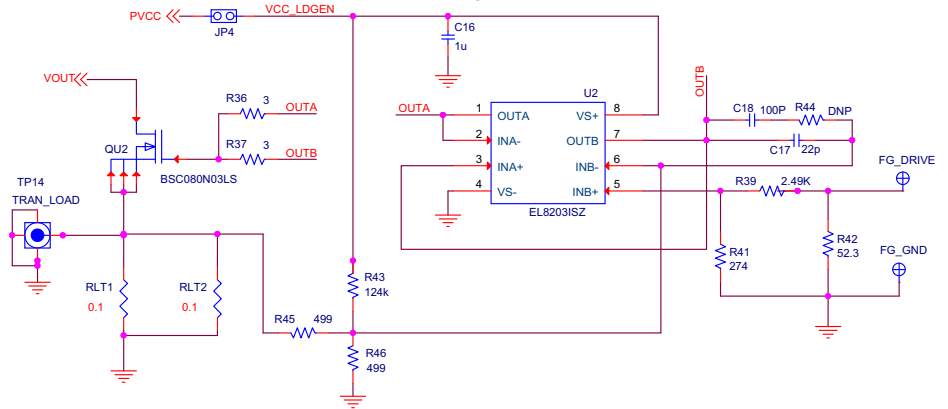 PVCC
VCC_LDGEN
JP4
C16
1u
VOUT
R36
3
OUTA
R37
3
OUTB
QU2
BSC080N03LS
TP14
TRAN_LOAD
RLT1
0.1
RLT2
0.1
R45
499
R43
124k
R46
499
OUTA
U2
1
OUTA
VS+
8
2
INA-
OUTB
7
3
INA+
INB-
6
4
VS-
INB+
5
EL8203ISZ
OUTB
C18
100P
R44
DNP
C17
22p
FG_DRIVE
R39
2.49K
R41
274
R42
52.3
FG_GND